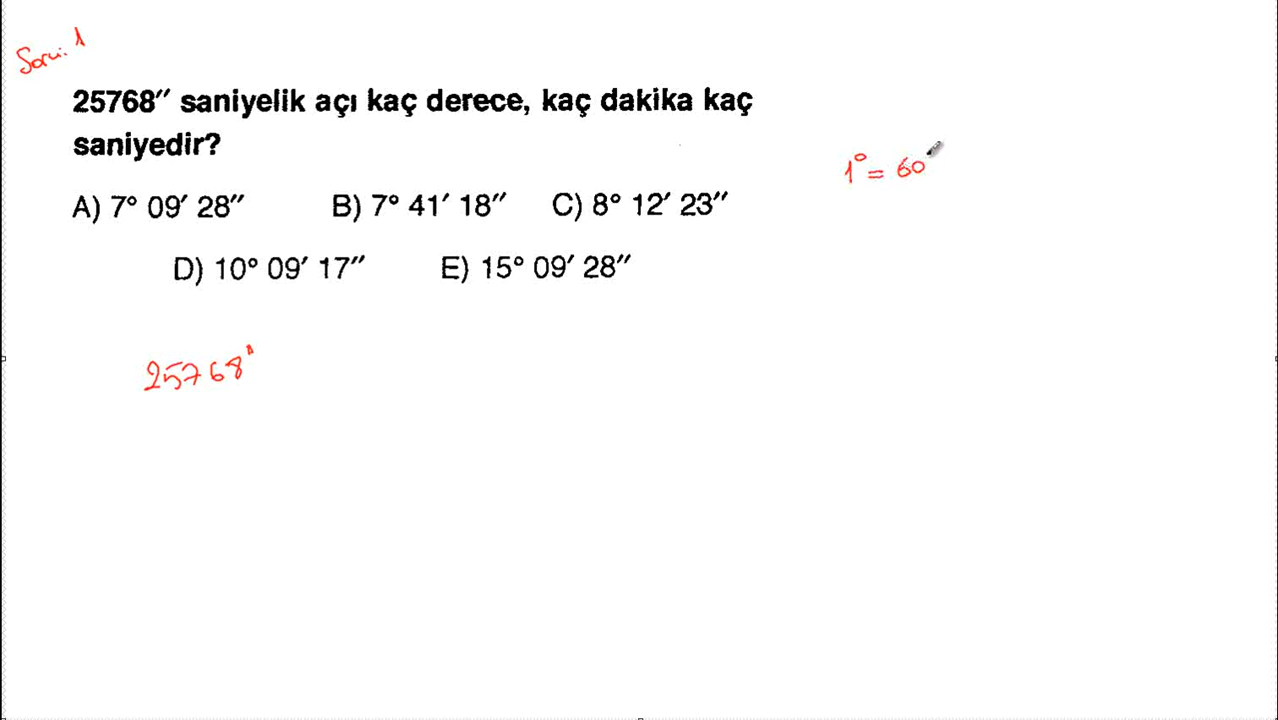 Soru: 1
25768″ saniyelik açı kaç derece, kaç dakika kaç
saniyedir?
1° = 60
A) 7° 09′ 28″ B) 7° 41′ 18″ C) 8° 12′ 23″
D) 10° 09′ 17″ E) 15° 09′ 28″
25768″